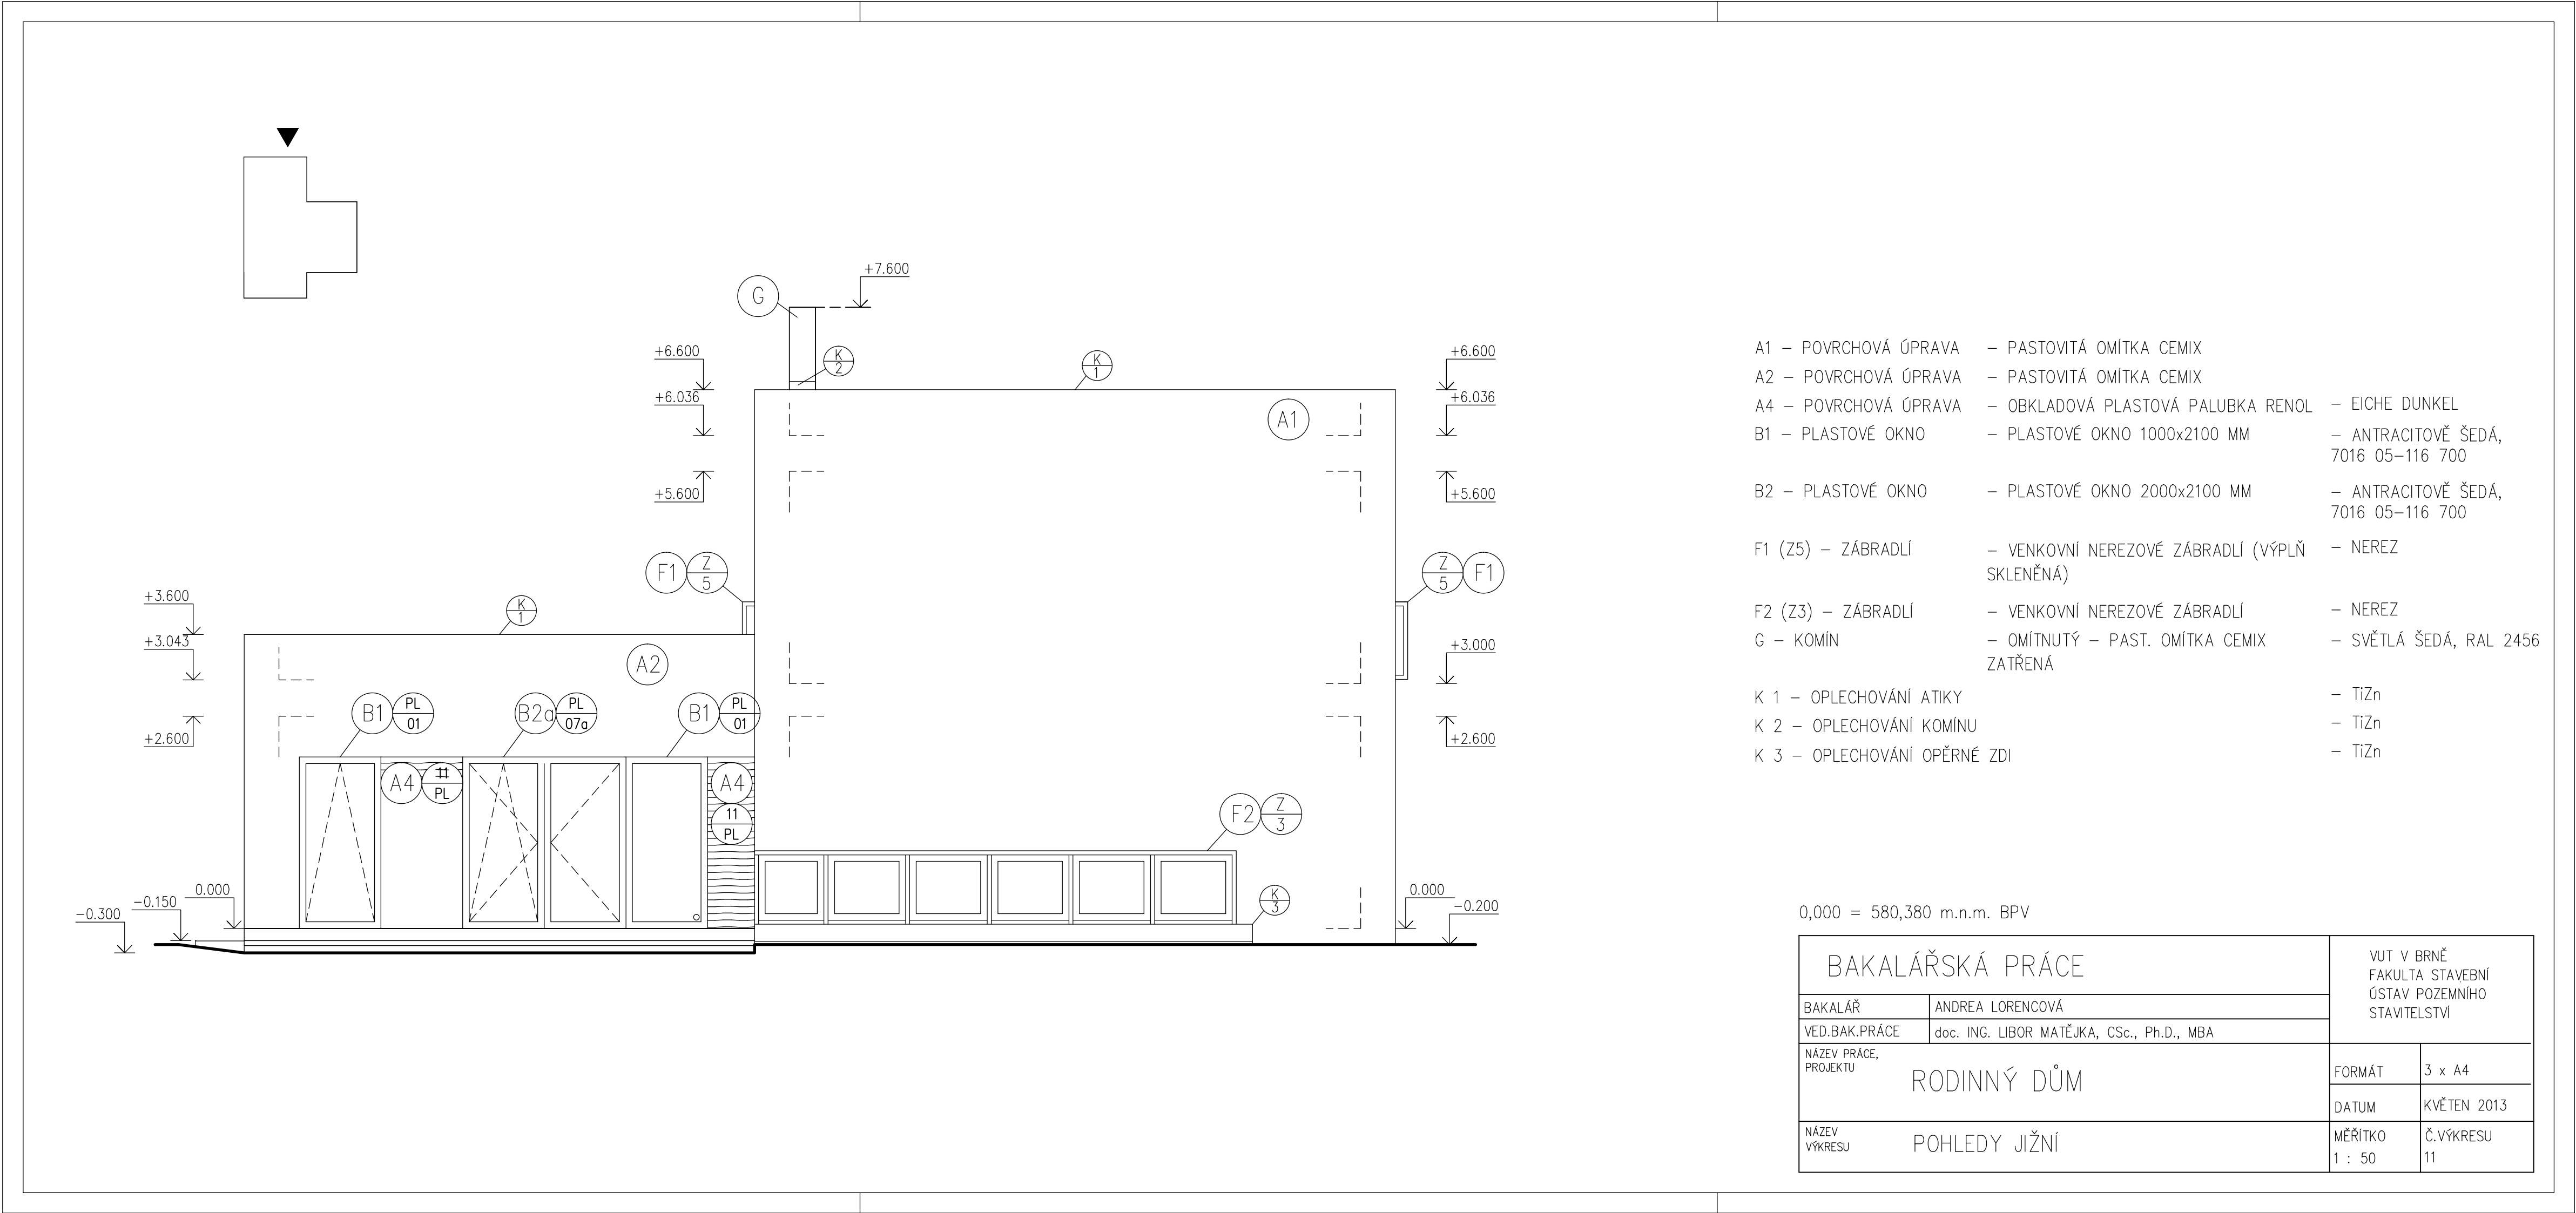 +7.600
G
K
2
K
1
+6.600
+6.600
+6.036
+6.036
A1
+5.600
+5.600
F1 Z
5
Z
5 F1
+3.600
K
1
+3.043
A2
+3.000
B1 PL
01
B2a PL
07a
B1 PL
01
+2.600
+2.600
A4 11
PL
A4
11
PL
F2 Z
3
K
3
-0.300
-0.150
0.000
0.000
-0.200
A1 – POVRCHOVÁ ÚPRAVA – PASTOVITÁ OMÍTKA CEMIX
A2 – POVRCHOVÁ ÚPRAVA – PASTOVITÁ OMÍTKA CEMIX
A4 – POVRCHOVÁ ÚPRAVA – OBKLADOVÁ PLASTOVÁ PALUBKA RENOL – EICHE DUNKEL
B1 – PLASTOVÉ OKNO – PLASTOVÉ OKNO 1000x2100 MM – ANTRACITOVĚ ŠEDÁ,
7016 05–116 700
B2 – PLASTOVÉ OKNO – PLASTOVÉ OKNO 2000x2100 MM – ANTRACITOVĚ ŠEDÁ,
7016 05–116 700
F1 (Z5) – ZÁBRADLÍ – VENKOVNÍ NEREZOVÉ ZÁBRADLÍ (VÝPLŇ – NEREZ
SKLENĚNÁ)
F2 (Z3) – ZÁBRADLÍ – VENKOVNÍ NEREZOVÉ ZÁBRADLÍ – NEREZ
G – KOMÍN – OMÍTNUTÝ – PAST. OMÍTKA CEMIX – SVĚTLÁ ŠEDÁ, RAL 2456
ZATŘENÁ
K 1 – OPLECHOVÁNÍ ATIKY – TiZn
K 2 – OPLECHOVÁNÍ KOMÍNU – TiZn
K 3 – OPLECHOVÁNÍ OPĚRNÉ ZDI – TiZn
0,000 = 580,380 m.n.m. BPV
BAKALÁŘSKÁ PRÁCE
VUT V BRNĚ
FAKULTA STAVEBNÍ
ÚSTAV POZEMNÍHO
STAVITELSTVÍ
BAKALÁŘ ANDREA LORENCOVÁ
VED.BAK.PRÁCE doc. ING. LIBOR MATĚJKA, CSc., Ph.D., MBA
NÁZEV PRÁCE,
PROJEKTU
RODINNÝ DŮM
FORMÁT 3 x A4
DATUM KVĚTEN 2013
NÁZEV
VÝKRESU
POHLEDY JIŽNÍ
MĚŘÍTKO
1 : 50
Č.VÝKRESU
11